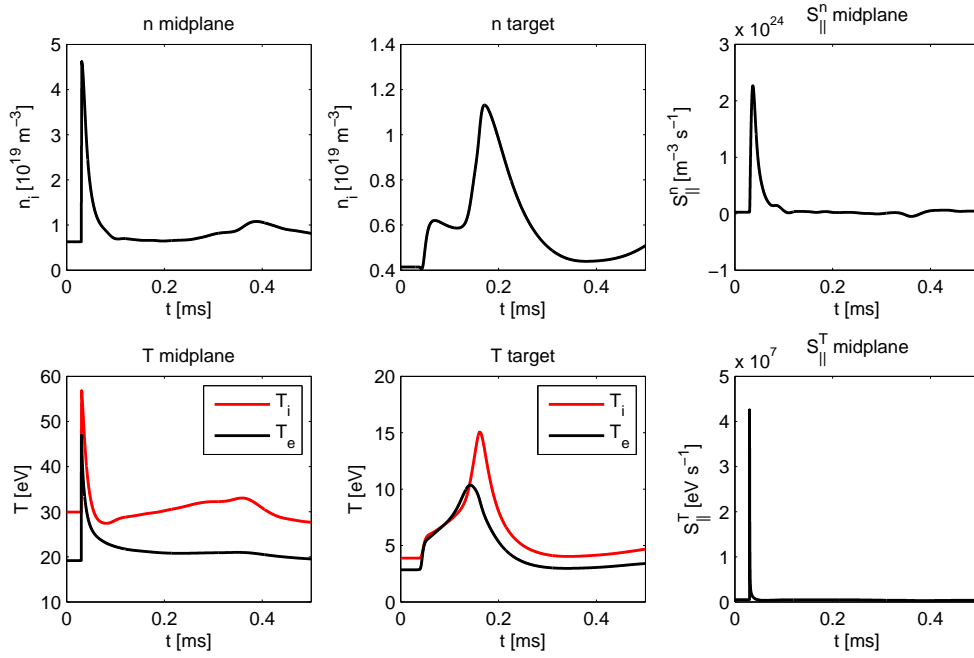 n midplane
5
4
3
2
1
0
n_i [10^19 m^−3]
0 0.2 0.4
t [ms]
n target
1.4
1.2
1.0
0.8
0.6
0.4
n_i [10^19 m^−3]
0 0.2 0.4
t [ms]
S_||^n midplane
x 10^24
3
2
1
0
−1
S_||^n [m^−3 s^−1]
0 0.2 0.4
t [ms]
T midplane
60
50
40
30
20
10
T [eV]
T_i
T_e
0 0.2 0.4
t [ms]
T target
20
15
10
5
0
T [eV]
T_i
T_e
0 0.2 0.4
t [ms]
S_||^T midplane
x 10^7
5
4
3
2
1
0
S_||^T [eV s^−1]
0 0.2 0.4
t [ms]